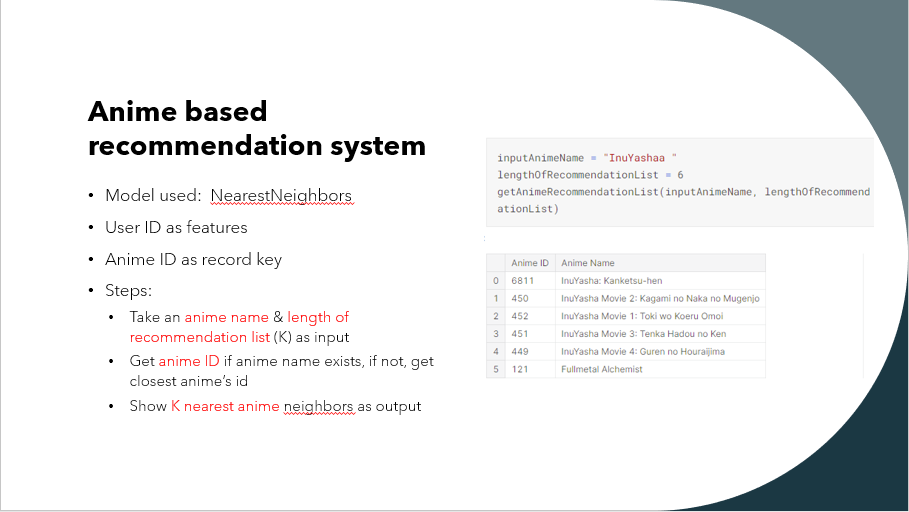 Anime based
recommendation system
• Model used:  NearestNeighbors
• User ID as features
• Anime ID as record key
• Steps:
• Take an anime name & length of
recommendation list (K) as input
• Get anime ID if anime name exists, if not, get
closest anime's id
• Show K nearest anime neighbors as output
inputAnimeName = "InuYashaa "
lengthOfRecommendationList = 6
getAnimeRecommendationList(inputAnimeName, lengthOfRecommend
ationList)
:
Anime ID Anime Name
0 6811 InuYasha: Kanketsu-hen
1 450 InuYasha Movie 2: Kagami no Naka no Mugenjo
2 452 InuYasha Movie 1: Toki wo Koeru Omoi
3 451 InuYasha Movie 3: Tenka Hadou no Ken
4 449 InuYasha Movie 4: Guren no Houraijima
5 121 Fullmetal Alchemist